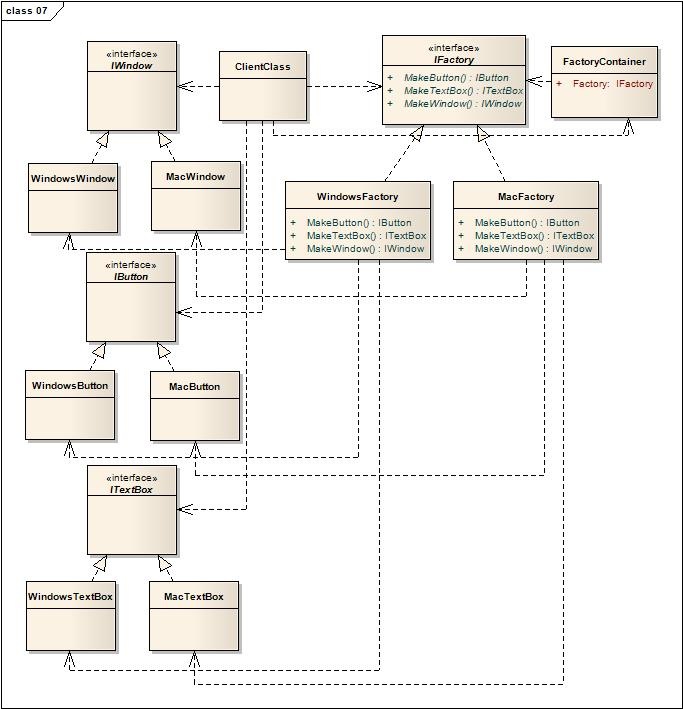 class 07
«interface»
IWindow
ClientClass
«interface»
IFactory
+ MakeButton() : IButton
+ MakeTextBox() : ITextBox
+ MakeWindow() : IWindow
FactoryContainer
+ Factory: IFactory
WindowsWindow
MacWindow
WindowsFactory
+ MakeButton() : IButton
+ MakeTextBox() : ITextBox
+ MakeWindow() : IWindow
MacFactory
+ MakeButton() : IButton
+ MakeTextBox() : ITextBox
+ MakeWindow() : IWindow
«interface»
IButton
WindowsButton
MacButton
«interface»
ITextBox
WindowsTextBox
MacTextBox